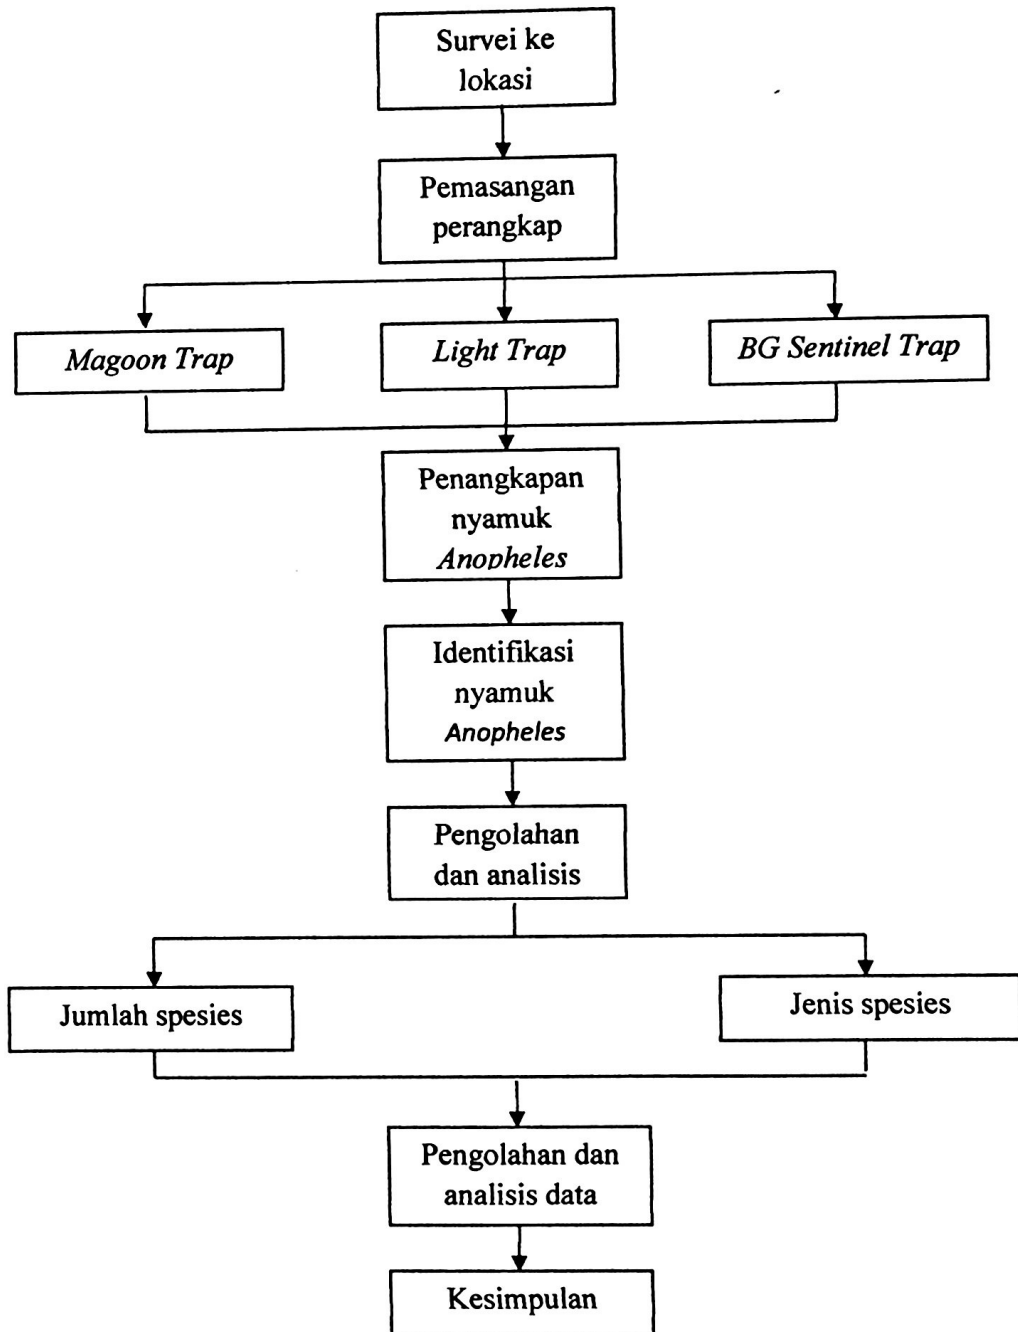 Survei ke
lokasi
Pemasangan
perangkap
Magoon Trap
Light Trap
BG Sentinel Trap
Penangkapan
nyamuk
Anopheles
Identifikasi
nyamuk
Anopheles
Pengolahan
dan analisis
Jumlah spesies
Jenis spesies
Pengolahan dan
analisis data
Kesimpulan